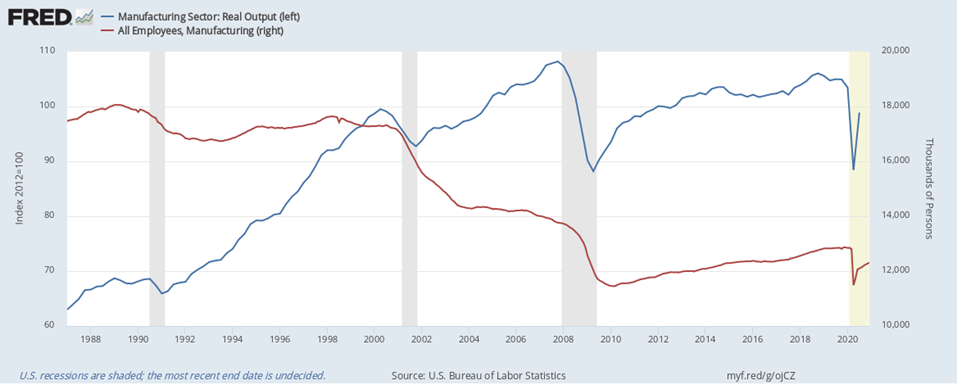 FRED
Manufacturing Sector: Real Output (left)
All Employees, Manufacturing (right)
110
100
90
80
70
60
Index 2012=100
20,000
18,000
16,000
14,000
12,000
10,000
Thousands of Persons
1988 1990 1992 1994 1996 1998 2000 2002 2004 2006 2008 2010 2012 2014 2016 2018 2020
U.S. recessions are shaded; the most recent end date is undecided.
Source: U.S. Bureau of Labor Statistics
myf.red/g/ojCZ